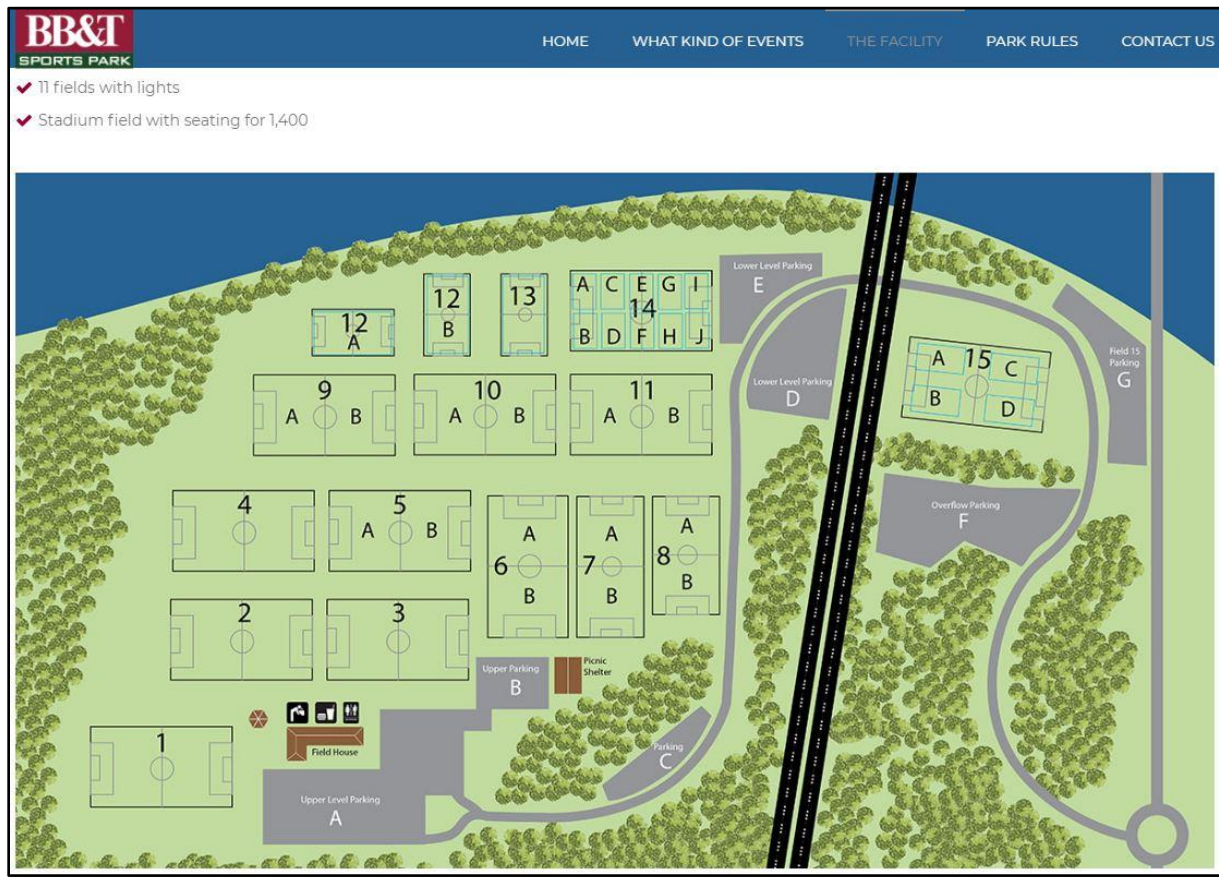 BB&T
SPORTS PARK
HOME WHAT KIND OF EVENTS THE FACILITY PARK RULES CONTACT US
11 fields with lights
Stadium field with seating for 1,400
12
A
12
B
13
14
A C E G I
B D F H J
Lower Level Parking
E
Lower Level Parking
D
15
A C
B D
Field 15
Parking
G
9
A B
10
A B
11
A B
4
5
A B
6
A
B
7
A
B
8
A
B
Overflow Parking
F
2
3
Upper Parking
B
Picnic
Shelter
1
Field House
Parking
C
Upper Level Parking
A